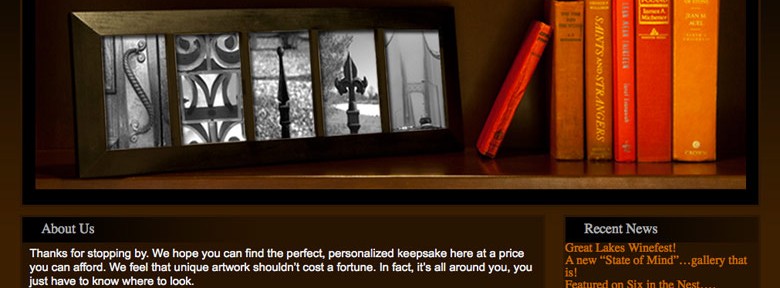 SAINTS AND STRANGERS
James A. Michener
JEAN M. AUEL
CROWN
About Us
Thanks for stopping by. We hope you can find the perfect, personalized keepsake here at a price
you can afford. We feel that unique artwork shouldn't cost a fortune. In fact, it's all around you, you
just have to know where to look.
Recent News
Great Lakes Winefest!
A new “State of Mind”…gallery that
is!
Featured on Six in the Nest….